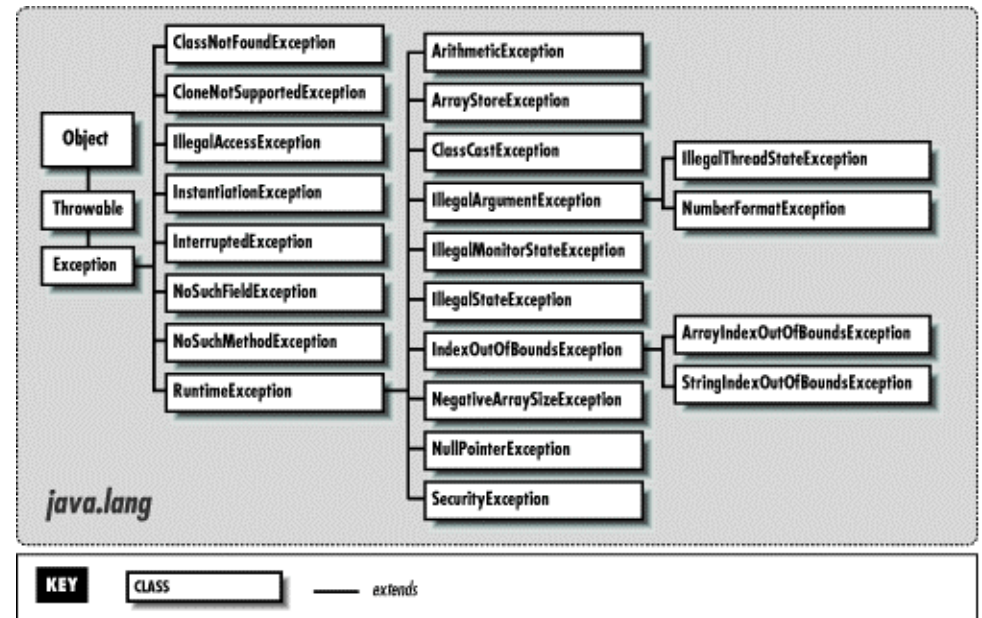 Object
Throwable
Exception
ClassNotFoundException
CloneNotSupportedException
IllegalAccessException
InstantiationException
InterruptedException
NoSuchFieldException
NoSuchMethodException
RuntimeException
ArithmeticException
ArrayStoreException
ClassCastException
IllegalArgumentException
IllegalMonitorStateException
IllegalStateException
IndexOutOfBoundsException
NegativeArraySizeException
NullPointerException
SecurityException
IllegalThreadStateException
NumberFormatException
ArrayIndexOutOfBoundsException
StringIndexOutOfBoundsException
java.lang
KEY
CLASS
extends